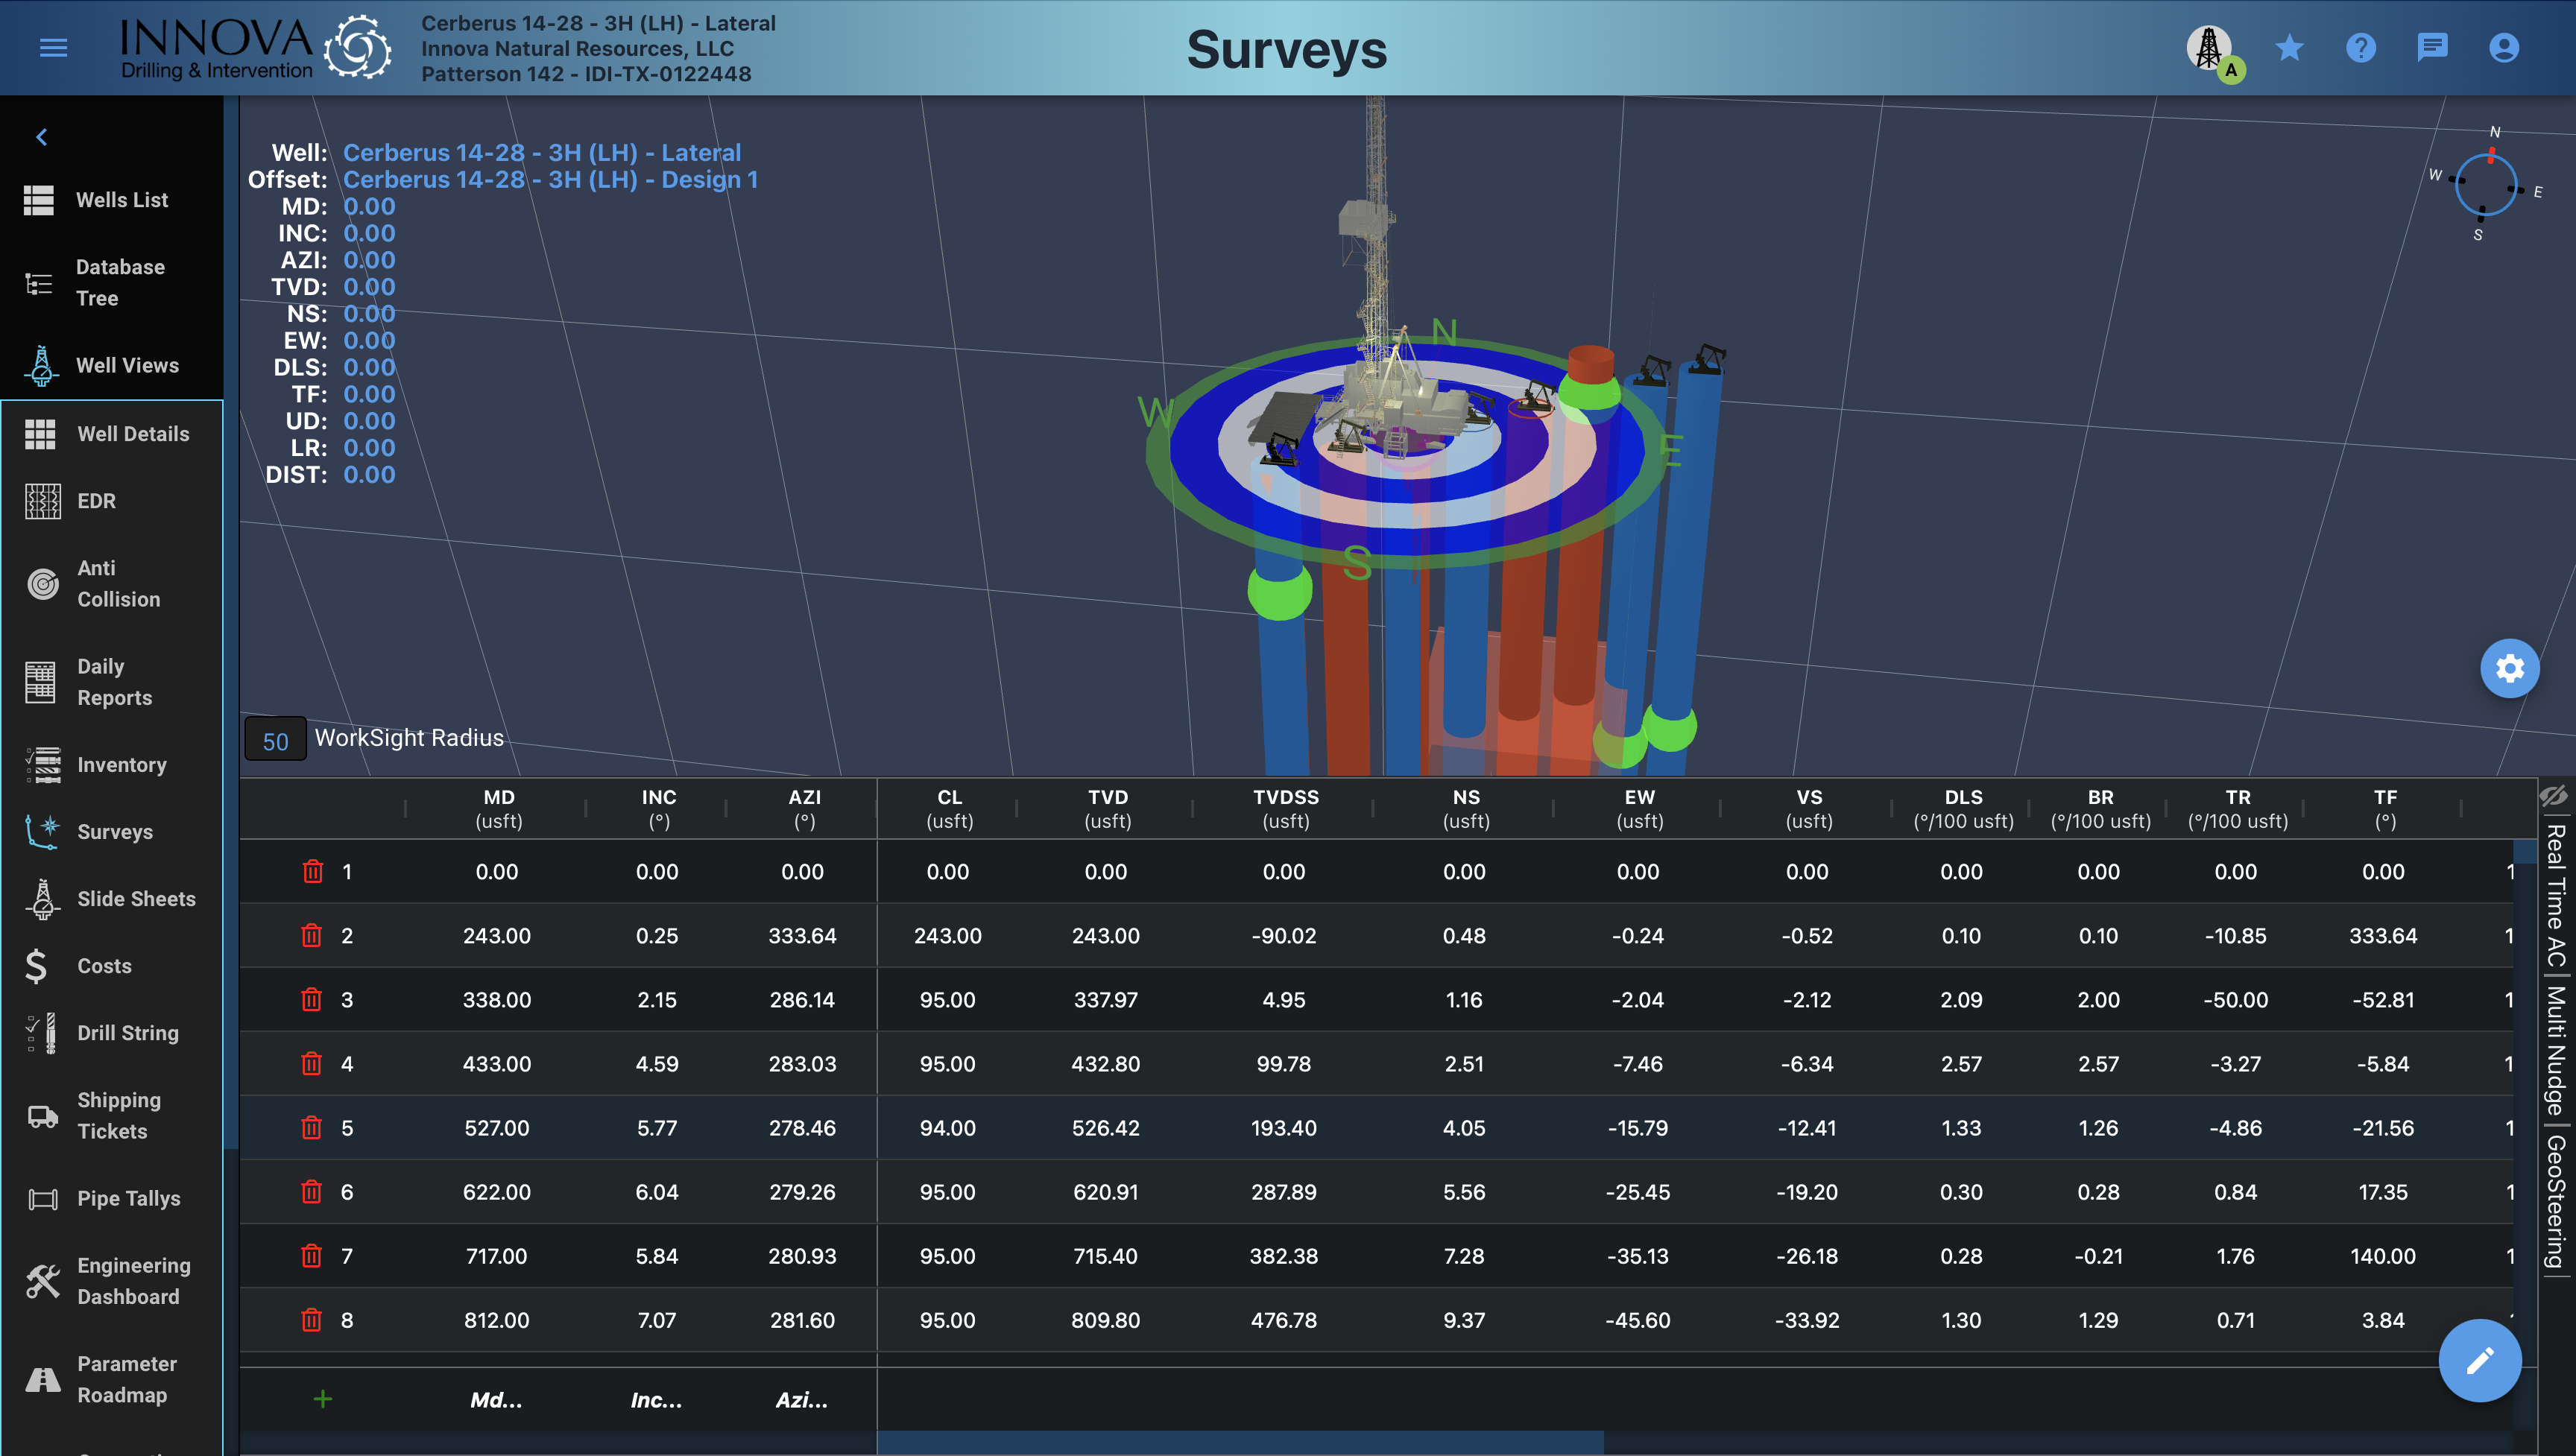 INNOVA
Drilling & Intervention
Cerberus 14-28 - 3H (LH) - Lateral
Innova Natural Resources, LLC
Patterson 142 - IDI-TX-0122448
Surveys
A
Wells List
Database
Tree
Well Views
Well Details
EDR
Anti
Collision
Daily
Reports
Inventory
Surveys
Slide Sheets
Costs
Drill String
Shipping
Tickets
Pipe Tallys
Engineering
Dashboard
Parameter
Roadmap
Well: Cerberus 14-28 - 3H (LH) - Lateral
Offset: Cerberus 14-28 - 3H (LH) - Design 1
MD: 0.00
INC: 0.00
AZI: 0.00
TVD: 0.00
NS: 0.00
EW: 0.00
DLS: 0.00
TF: 0.00
UD: 0.00
LR: 0.00
DIST: 0.00
N
W
E
S
N
W
E
S
50 WorkSight Radius
MD INC AZI CL TVD TVDSS NS EW VS DLS BR TR TF
(usft) (°) (°) (usft) (usft) (usft) (usft) (usft) (usft) (°/100 usft) (°/100 usft) (°/100 usft) (°)
1 0.00 0.00 0.00 0.00 0.00 0.00 0.00 0.00 0.00 0.00 0.00 0.00 0.00 1
2 243.00 0.25 333.64 243.00 243.00 -90.02 0.48 -0.24 -0.52 0.10 0.10 -10.85 333.64 1
3 338.00 2.15 286.14 95.00 337.97 4.95 1.16 -2.04 -2.12 2.09 2.00 -50.00 -52.81 1
4 433.00 4.59 283.03 95.00 432.80 99.78 2.51 -7.46 -6.34 2.57 2.57 -3.27 -5.84 1
5 527.00 5.77 278.46 94.00 526.42 193.40 4.05 -15.79 -12.41 1.33 1.26 -4.86 -21.56 1
6 622.00 6.04 279.26 95.00 620.91 287.89 5.56 -25.45 -19.20 0.30 0.28 0.84 17.35 1
7 717.00 5.84 280.93 95.00 715.40 382.38 7.28 -35.13 -26.18 0.28 -0.21 1.76 140.00 1
8 812.00 7.07 281.60 95.00 809.80 476.78 9.37 -45.60 -33.92 1.30 1.29 0.71 3.84
+ Md... Inc... Azi...
Real Time AC
Multi Nudge
GeoSteering